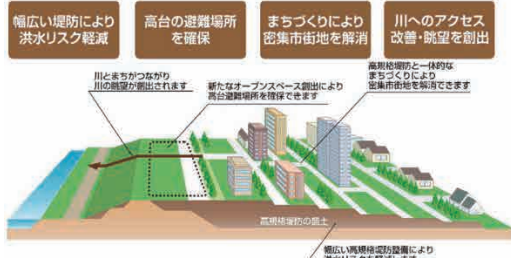 幅広い堤防により
洪水リスク軽減
高台の避難場所
を確保
まちづくりにより
密集市街地を解消
川へのアクセス
改善・眺望を創出
川とまちがつながり
川の眺望が創出されます
新たなオープンスペース創出により
高台避難場所を確保できます
高規格堤防と一体的な
まちづくりにより
密集市街地を解消できます
高規格堤防の盛土
幅広い高規格堤防整備により